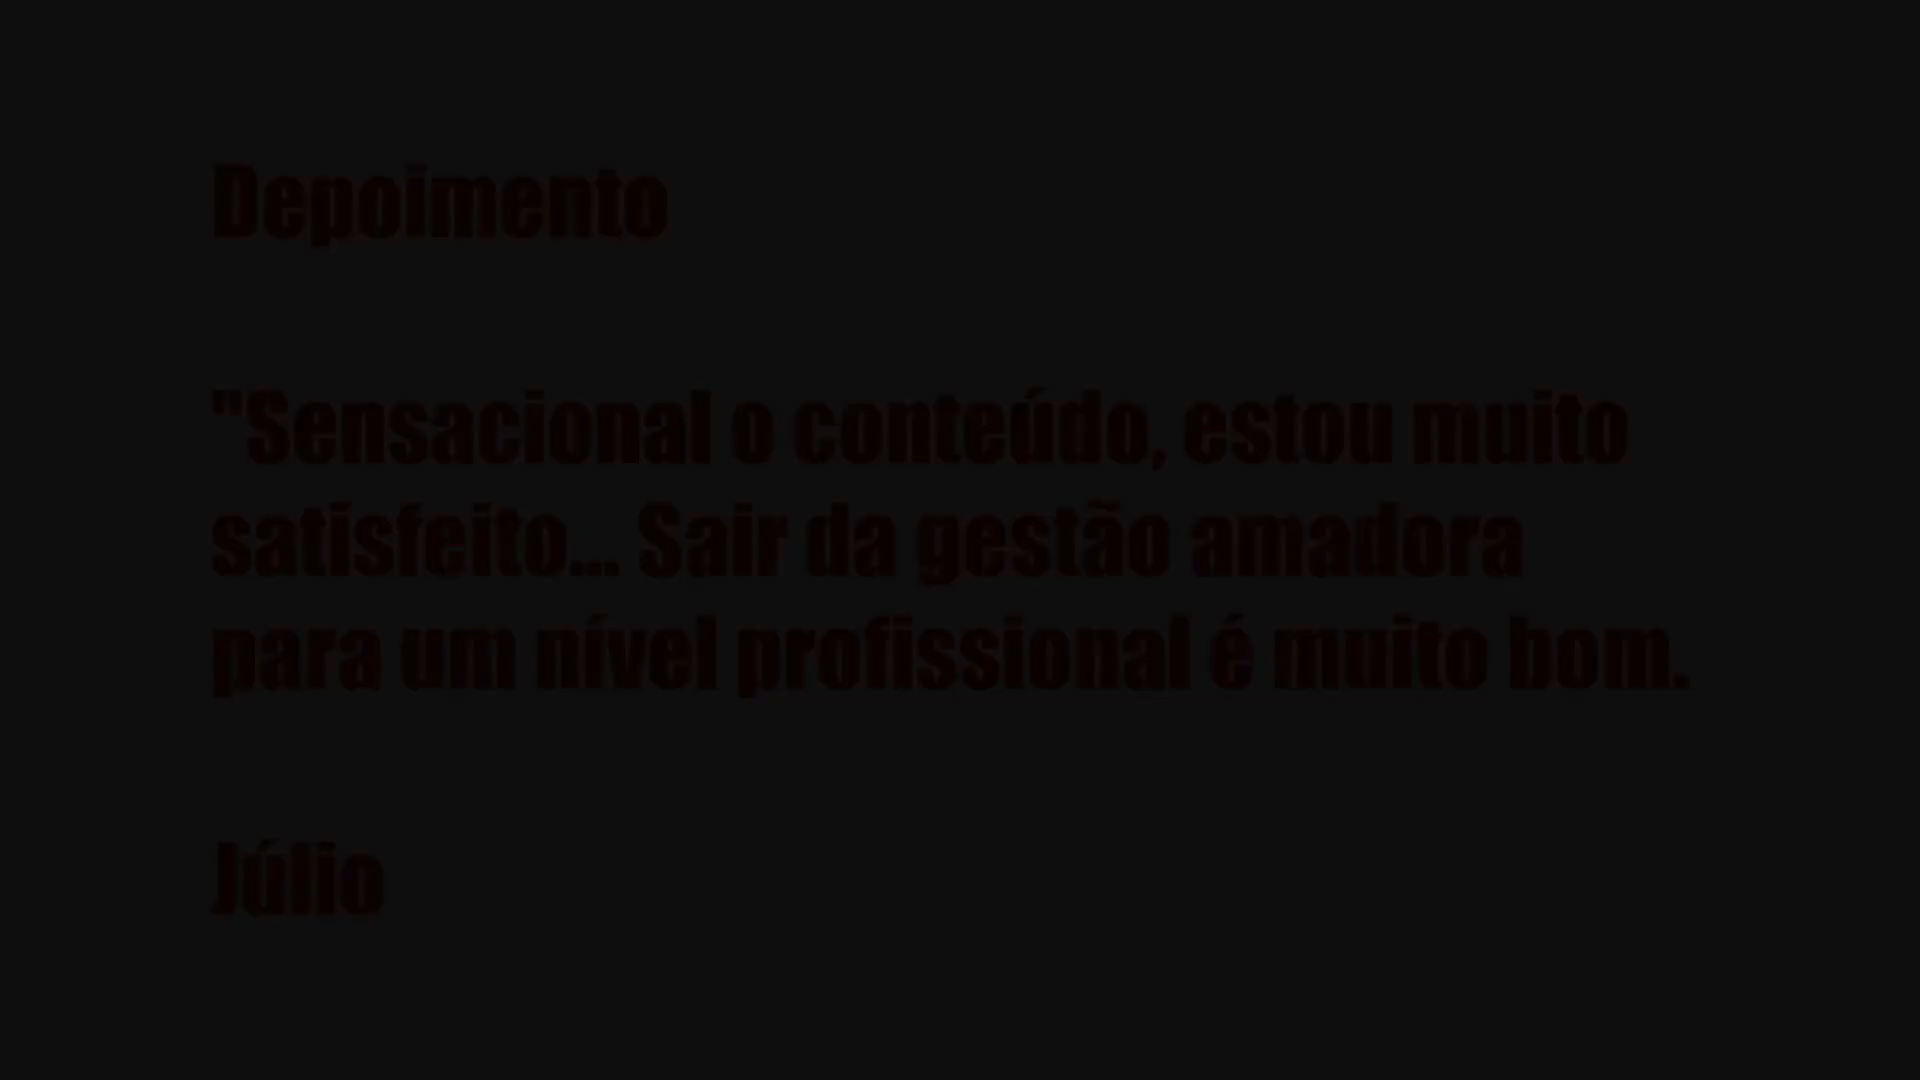 Depoimento
"Sensacional o conteúdo, estou muito
satisfeito... Sair da gestão amadora
para um nível profissional é muito bom.
Júlio